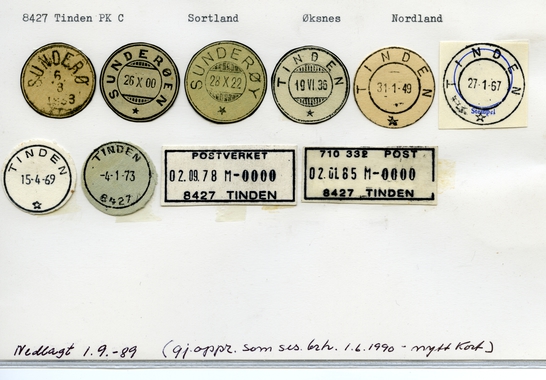 8427 Tinden PK C Sortland Øksnes Nordland
SUNDERØ
6
8
SUNDERØEN
26 X 00
SUNDERØY
28 X 22
TINDEN
19 VI 36
TINDEN
31-1-49
TINDEN
27-1-67
TINDEN
15-4-69
TINDEN
-4-1-73
8427
POSTVERKET
02.09.78 M-0000
8427 TINDEN
710 332 POST
02.01.85 M-0000
8427 TINDEN
Nedlagt 1.9.-89 (gj.oppr. som ses. brh. 1.6.1990 - nytt kort)